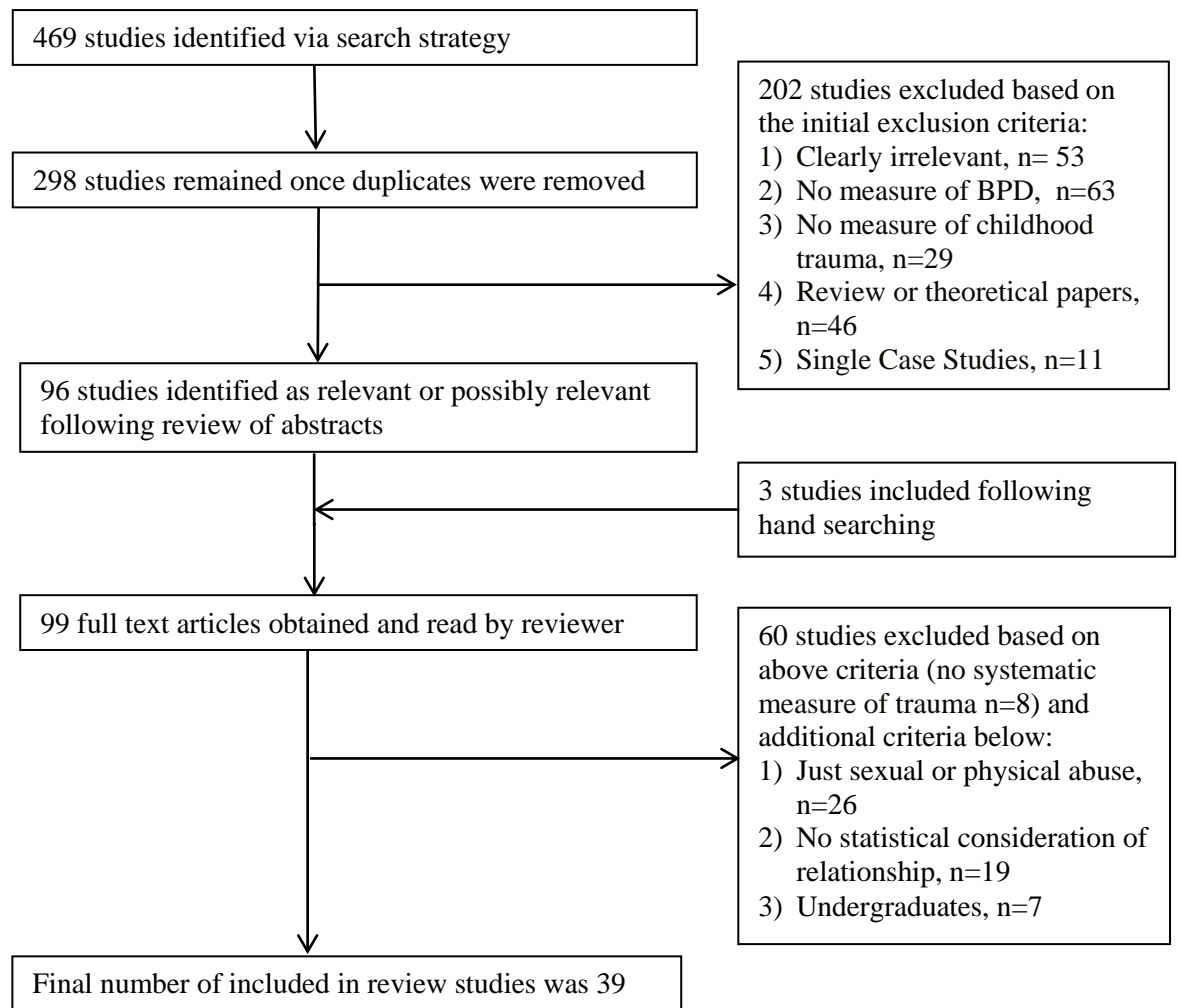 469 studies identified via search strategy
202 studies excluded based on
the initial exclusion criteria:
1) Clearly irrelevant, n= 53
2) No measure of BPD, n=63
3) No measure of childhood
trauma, n=29
4) Review or theoretical papers,
n=46
5) Single Case Studies, n=11
298 studies remained once duplicates were removed
96 studies identified as relevant or possibly relevant
following review of abstracts
3 studies included following
hand searching
99 full text articles obtained and read by reviewer
60 studies excluded based on
above criteria (no systematic
measure of trauma n=8) and
additional criteria below:
1) Just sexual or physical abuse,
n=26
2) No statistical consideration of
relationship, n=19
3) Undergraduates, n=7
Final number of included in review studies was 39